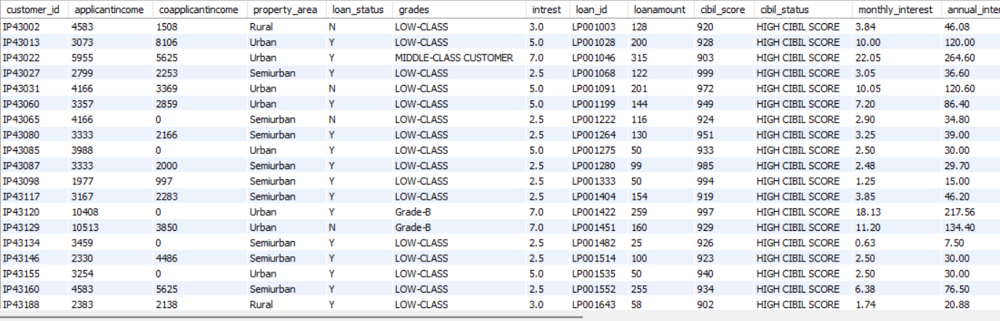 customer_id applicantincome coapplicantincome property_area loan_status grades intrest loan_id loanamount cibil_score cibil_status monthly_interest annual_inter
IP43002 4583 1508 Rural N LOW-CLASS 3.0 LP001003 128 920 HIGH CIBIL SCORE 3.84 46.08
IP43013 3073 8106 Urban Y LOW-CLASS 5.0 LP001028 200 928 HIGH CIBIL SCORE 10.00 120.00
IP43022 5955 5625 Urban Y MIDDLE-CLASS CUSTOMER 7.0 LP001046 315 903 HIGH CIBIL SCORE 22.05 264.60
IP43027 2799 2253 Semiurban Y LOW-CLASS 2.5 LP001068 122 999 HIGH CIBIL SCORE 3.05 36.60
IP43031 4166 3369 Urban N LOW-CLASS 5.0 LP001091 201 972 HIGH CIBIL SCORE 10.05 120.60
IP43060 3357 2859 Urban Y LOW-CLASS 5.0 LP001199 144 949 HIGH CIBIL SCORE 7.20 86.40
IP43065 4166 0 Semiurban N LOW-CLASS 2.5 LP001222 116 924 HIGH CIBIL SCORE 2.90 34.80
IP43080 3333 2166 Semiurban Y LOW-CLASS 2.5 LP001264 130 951 HIGH CIBIL SCORE 3.25 39.00
IP43085 3988 0 Urban Y LOW-CLASS 5.0 LP001275 50 933 HIGH CIBIL SCORE 2.50 30.00
IP43087 3333 2000 Semiurban Y LOW-CLASS 2.5 LP001280 99 985 HIGH CIBIL SCORE 2.48 29.70
IP43098 1977 997 Semiurban Y LOW-CLASS 2.5 LP001333 50 994 HIGH CIBIL SCORE 1.25 15.00
IP43117 3167 2283 Semiurban Y LOW-CLASS 2.5 LP001404 154 919 HIGH CIBIL SCORE 3.85 46.20
IP43120 10408 0 Urban Y Grade-B 7.0 LP001422 259 997 HIGH CIBIL SCORE 18.13 217.56
IP43129 10513 3850 Urban N Grade-B 7.0 LP001451 160 929 HIGH CIBIL SCORE 11.20 134.40
IP43134 3459 0 Semiurban Y LOW-CLASS 2.5 LP001482 25 926 HIGH CIBIL SCORE 0.63 7.50
IP43146 2330 4486 Semiurban Y LOW-CLASS 2.5 LP001514 100 923 HIGH CIBIL SCORE 2.50 30.00
IP43155 3254 0 Urban Y LOW-CLASS 5.0 LP001535 50 940 HIGH CIBIL SCORE 2.50 30.00
IP43160 4583 5625 Semiurban Y LOW-CLASS 2.5 LP001552 255 934 HIGH CIBIL SCORE 6.38 76.50
IP43188 2383 2138 Rural Y LOW-CLASS 3.0 LP001643 58 902 HIGH CIBIL SCORE 1.74 20.88